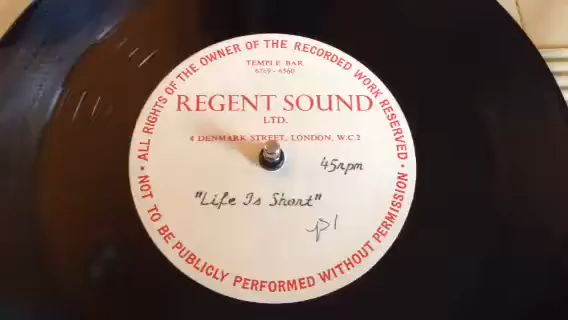 ALL RIGHTS OF THE OWNER OF THE RECORDED WORK RESERVED •
NOT TO BE PUBLICLY PERFORMED WITHOUT PERMISSION •
TEMPLE BAR
6769 - 6560
REGENT SOUND
LTD.
4 DENMARK STREET, LONDON, W.C.2
45rpm
"Life Is Short"
p1